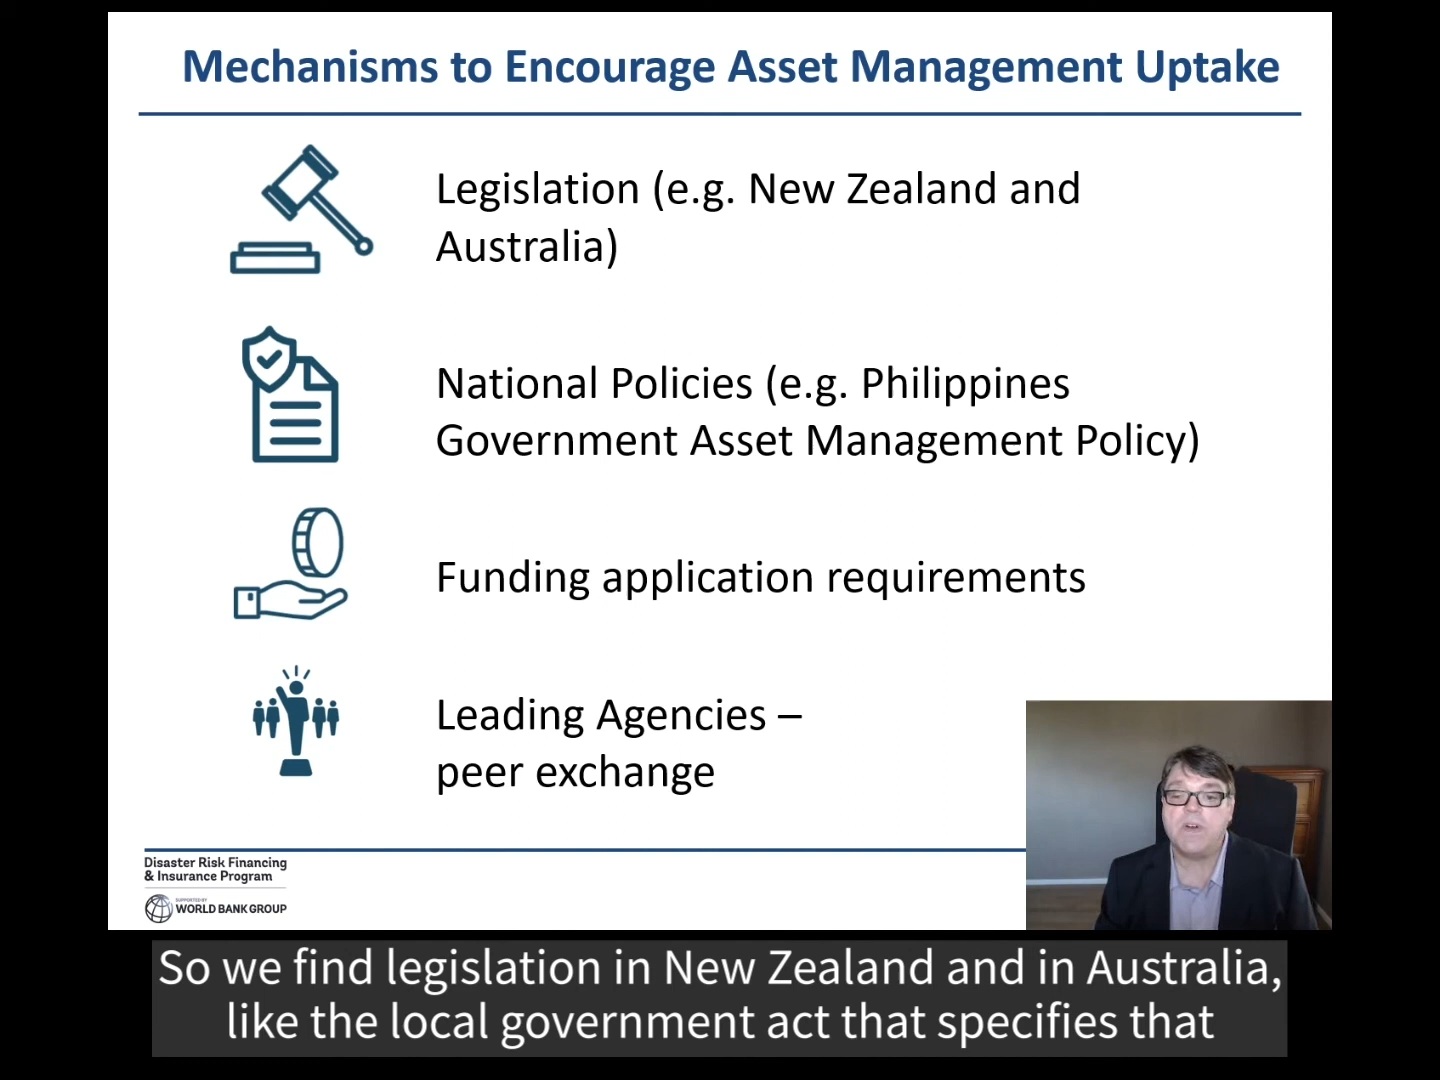 Mechanisms to Encourage Asset Management Uptake
Legislation (e.g. New Zealand and
Australia)
National Policies (e.g. Philippines
Government Asset Management Policy)
Funding application requirements
Leading Agencies –
peer exchange
Disaster Risk Financing
& Insurance Program
SUPPORTED BY
WORLD BANK GROUP
So we find legislation in New Zealand and in Australia,
like the local government act that specifies that